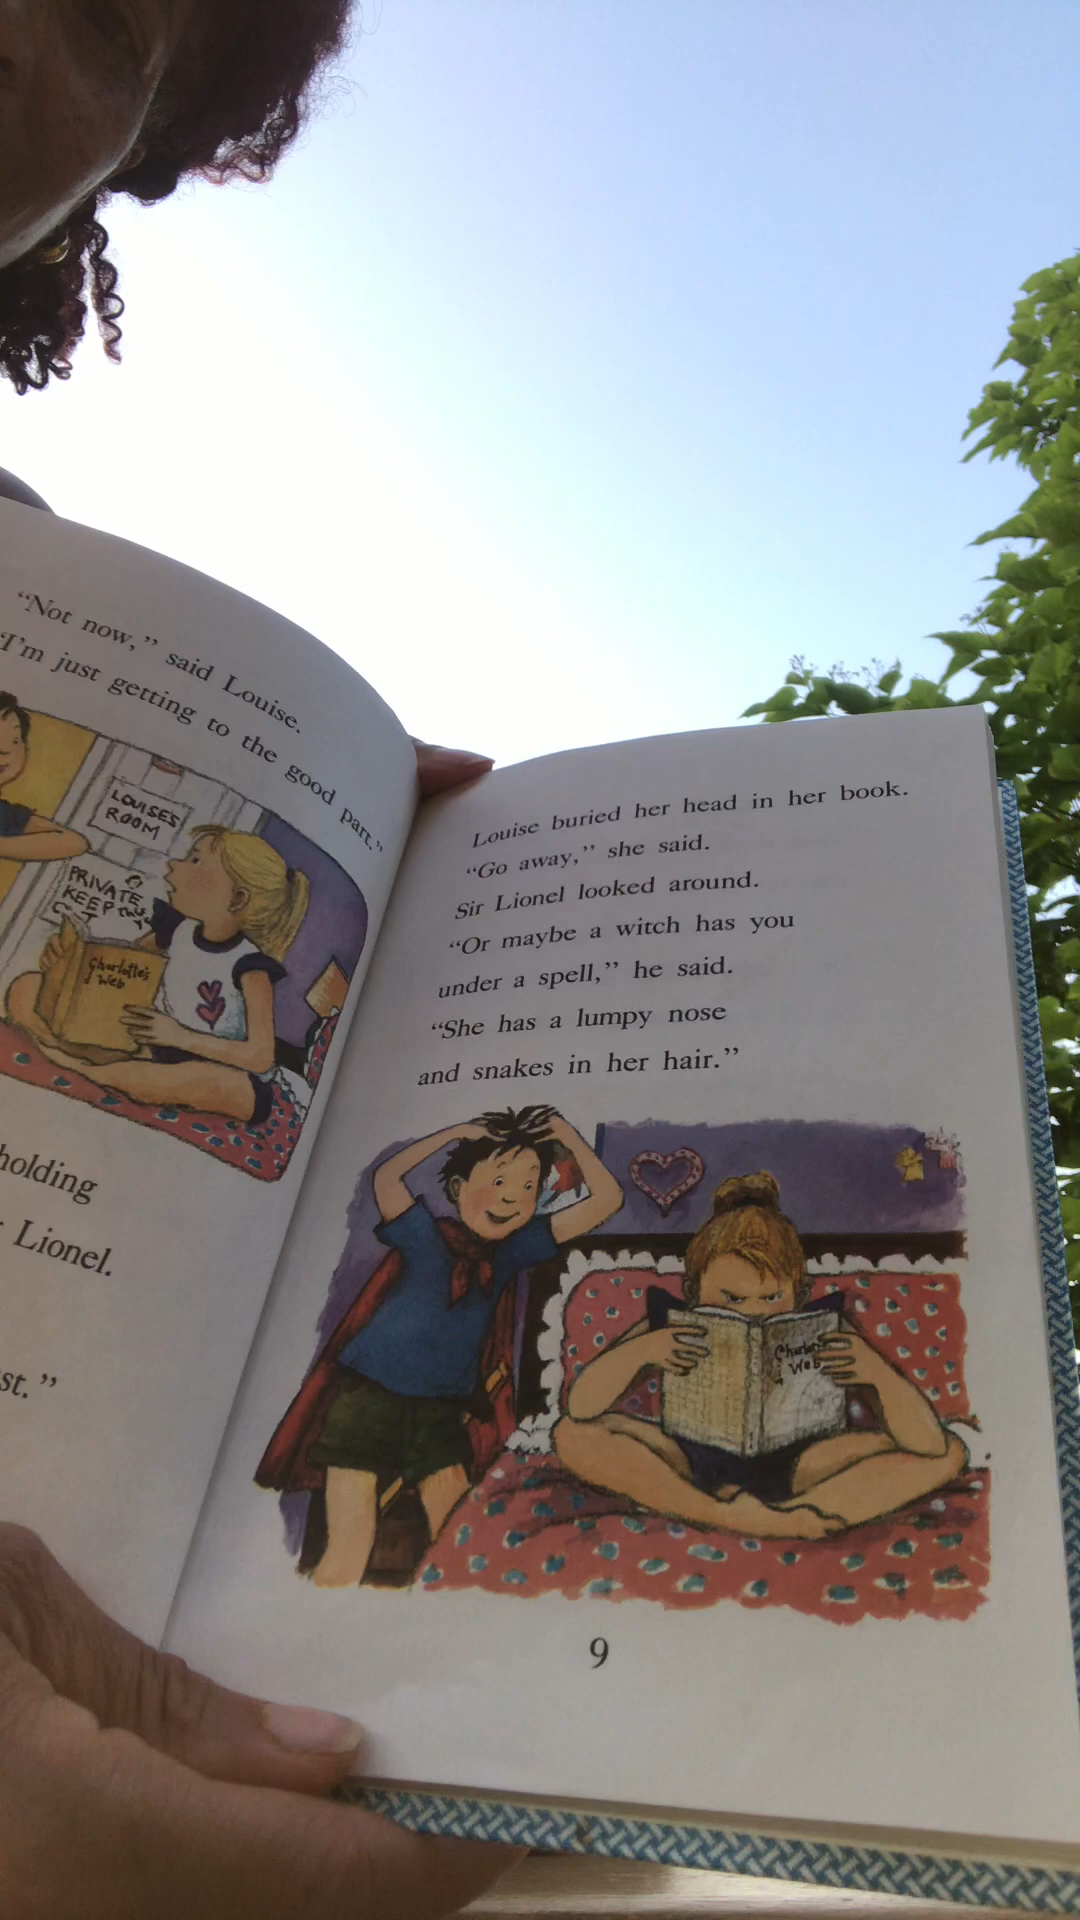 “Not now,” said Louise.
“I’m just getting to the good part.”
LOUISE'S
ROOM
PRIVATE
KEEP
Charlotte's
Web
holding
Lionel.
Louise buried her head in her book.
“Go away,” she said.
Sir Lionel looked around.
“Or maybe a witch has you
under a spell,” he said.
“She has a lumpy nose
and snakes in her hair.”
Web
9